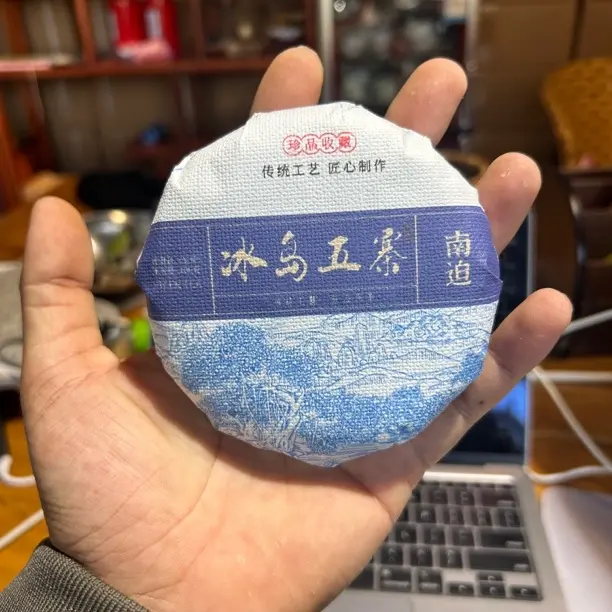 珍品收藏
传统工艺 匠心制作
冰岛五寨
南迫